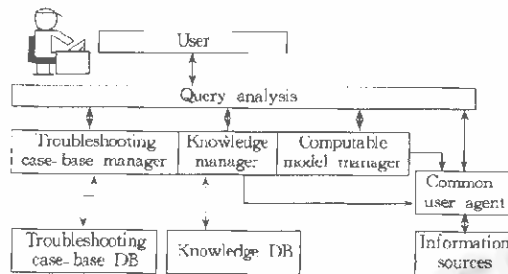 User
Query analysis
Troubleshooting Knowledge Computable
case-base manager manager model manager
Common
user agent
Troubleshooting Knowledge DB Information
case-base DB sources